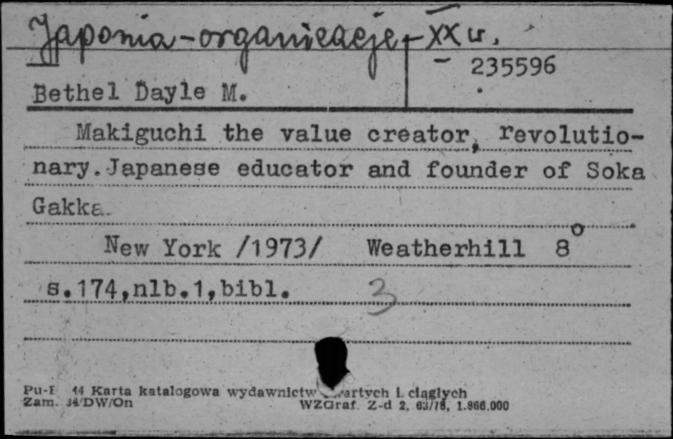 Japonia-organizacje-XX w.
235596
Bethel Dayle M.
Makiguchi the value creator, revolutio-
nary. Japanese educator and founder of Soka
Gakka
New York /1973/ Weatherhill 8°
s.174,nlb.1,bibl.
3
Pu-F 44 Karta katalogowa wydawnictw i ciągłych
Zam. 34/DW/On WZGraf. Z-d 2, 63/78, 1.866.000